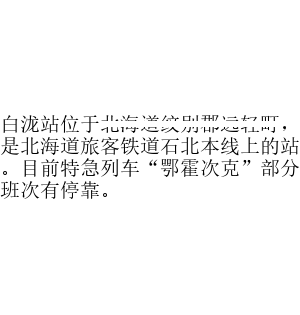 白泷站位于北海道纹别郡远轻町，
是北海道旅客铁道石北本线上的站
。目前特急列车“鄂霍次克”部分
班次有停靠。